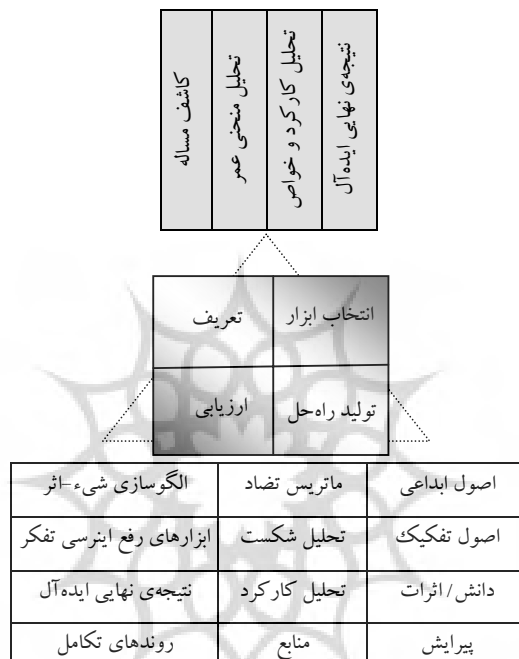 کاشف مساله
تحلیل منحنی عمر
تحلیل کارکرد و خواص
نتیجه‌ی نهایی ایده‌آل
انتخاب ابزار
تعریف
تولید راه‌حل
ارزیابی
اصول ابداعی
ماتریس تضاد
الگوسازی شیء-اثر
اصول تفکیک
تحلیل شکست
ابزارهای رفع اینرسی تفکر
دانش/اثرات
تحلیل کارکرد
نتیجه‌ی نهایی ایده‌آل
پیرایش
منابع
روندهای تکامل